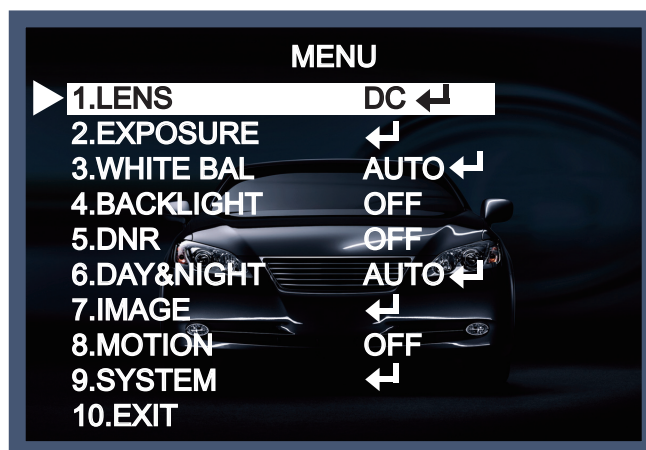 MENU
1.LENS DC ↵
2.EXPOSURE ↵
3.WHITE BAL AUTO ↵
4.BACKLIGHT OFF
5.DNR OFF
6.DAY&NIGHT AUTO ↵
7.IMAGE ↵
8.MOTION OFF
9.SYSTEM ↵
10.EXIT